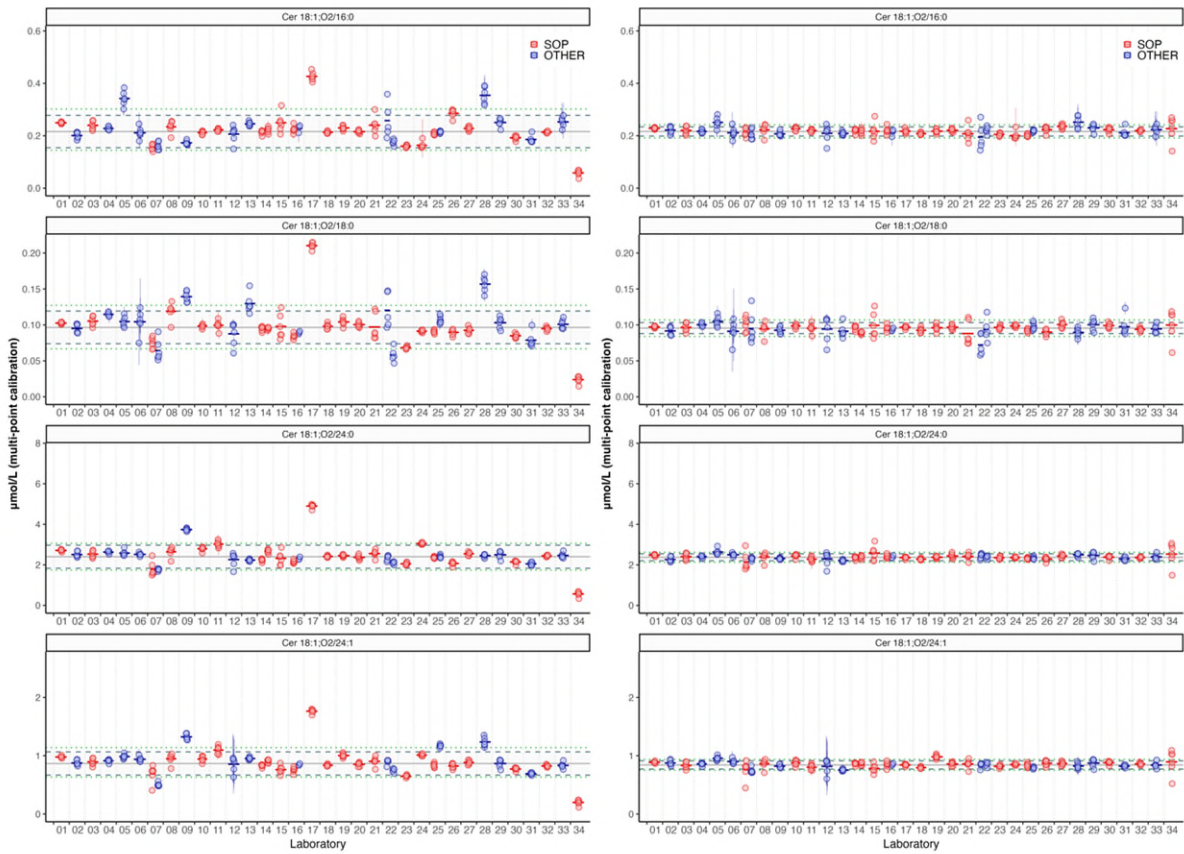 Cer 18:1;O2/16:0
SOP
OTHER
0.6
0.4
0.2
0.0
01 02 03 04 05 06 07 08 09 10 11 12 13 14 15 16 17 18 19 20 21 22 23 24 25 26 27 28 29 30 31 32 33 34
Cer 18:1;O2/18:0
0.20
0.15
0.10
0.05
0.00
01 02 03 04 05 06 07 08 09 10 11 12 13 14 15 16 17 18 19 20 21 22 23 24 25 26 27 28 29 30 31 32 33 34
Cer 18:1;O2/24:0
8
6
4
2
0
01 02 03 04 05 06 07 08 09 10 11 12 13 14 15 16 17 18 19 20 21 22 23 24 25 26 27 28 29 30 31 32 33 34
Cer 18:1;O2/24:1
2
1
0
01 02 03 04 05 06 07 08 09 10 11 12 13 14 15 16 17 18 19 20 21 22 23 24 25 26 27 28 29 30 31 32 33 34
Laboratory
µmol/L (multi-point calibration)
Cer 18:1;O2/16:0
SOP
OTHER
0.6
0.4
0.2
0.0
01 02 03 04 05 06 07 08 09 10 11 12 13 14 15 16 17 18 19 20 21 22 23 24 25 26 27 28 29 30 31 32 33 34
Cer 18:1;O2/18:0
0.20
0.15
0.10
0.05
0.00
01 02 03 04 05 06 07 08 09 10 11 12 13 14 15 16 17 18 19 20 21 22 23 24 25 26 27 28 29 30 31 32 33 34
Cer 18:1;O2/24:0
8
6
4
2
0
01 02 03 04 05 06 07 08 09 10 11 12 13 14 15 16 17 18 19 20 21 22 23 24 25 26 27 28 29 30 31 32 33 34
Cer 18:1;O2/24:1
2
1
0
01 02 03 04 05 06 07 08 09 10 11 12 13 14 15 16 17 18 19 20 21 22 23 24 25 26 27 28 29 30 31 32 33 34
Laboratory
µmol/L (multi-point calibration)